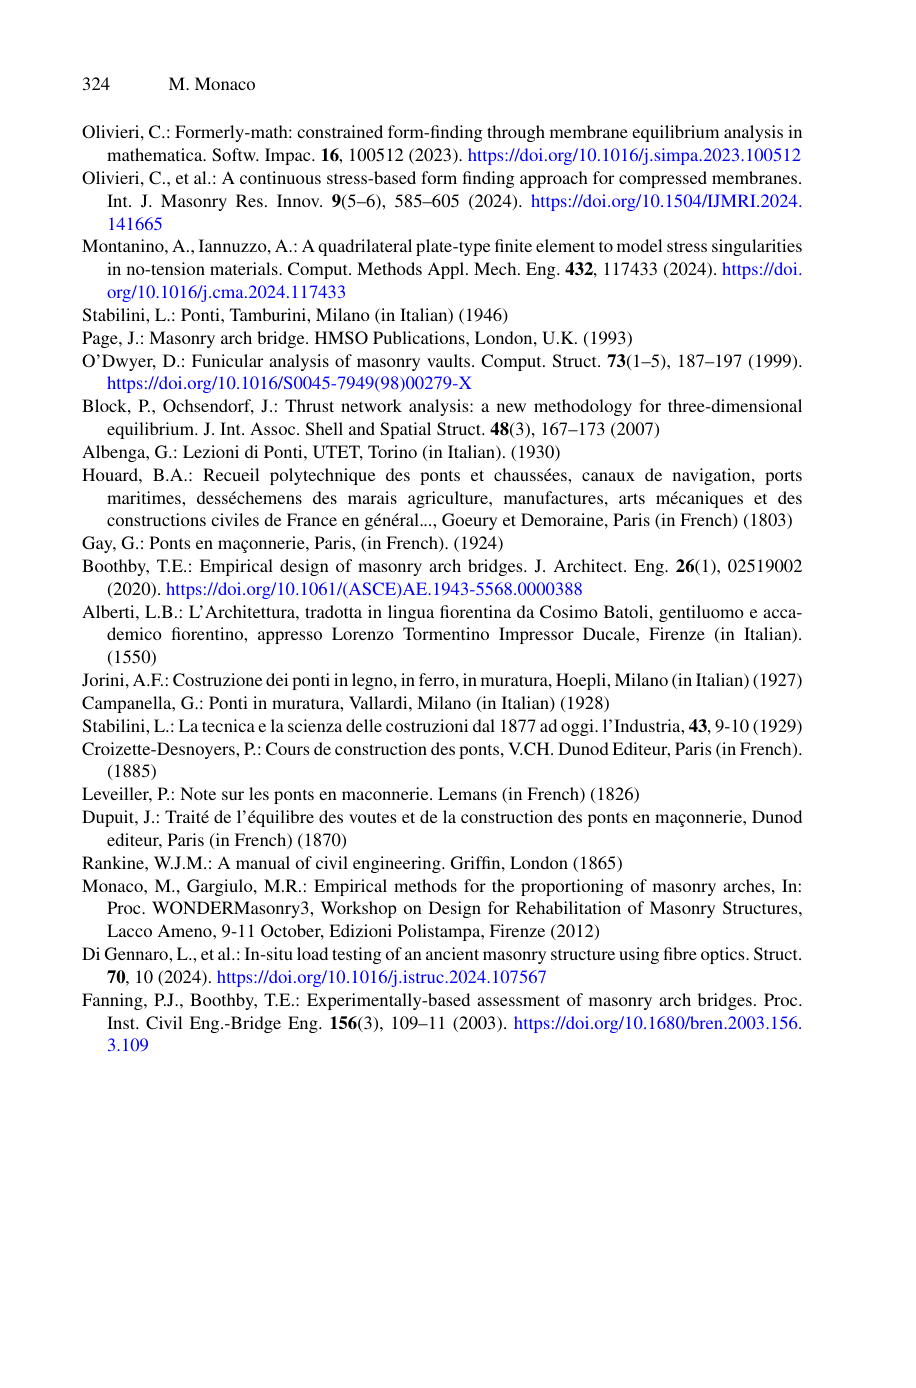 324 M. Monaco
Olivieri, C.: Formerly-math: constrained form-finding through membrane equilibrium analysis in
mathematica. Softw. Impac. 16, 100512 (2023). https://doi.org/10.1016/j.simpa.2023.100512
Olivieri, C., et al.: A continuous stress-based form finding approach for compressed membranes.
Int. J. Masonry Res. Innov. 9(5–6), 585–605 (2024). https://doi.org/10.1504/IJMRI.2024.
141665
Montanino, A., Iannuzzo, A.: A quadrilateral plate-type finite element to model stress singularities
in no-tension materials. Comput. Methods Appl. Mech. Eng. 432, 117433 (2024). https://doi.
org/10.1016/j.cma.2024.117433
Stabilini, L.: Ponti, Tamburini, Milano (in Italian) (1946)
Page, J.: Masonry arch bridge. HMSO Publications, London, U.K. (1993)
O’Dwyer, D.: Funicular analysis of masonry vaults. Comput. Struct. 73(1–5), 187–197 (1999).
https://doi.org/10.1016/S0045-7949(98)00279-X
Block, P., Ochsendorf, J.: Thrust network analysis: a new methodology for three-dimensional
equilibrium. J. Int. Assoc. Shell and Spatial Struct. 48(3), 167–173 (2007)
Albenga, G.: Lezioni di Ponti, UTET, Torino (in Italian). (1930)
Houard, B.A.: Recueil polytechnique des ponts et chaussées, canaux de navigation, ports
maritimes, desséchemens des marais agriculture, manufactures, arts mécaniques et des
constructions civiles de France en général..., Goeury et Demoraine, Paris (in French) (1803)
Gay, G.: Ponts en maçonnerie, Paris, (in French). (1924)
Boothby, T.E.: Empirical design of masonry arch bridges. J. Architect. Eng. 26(1), 02519002
(2020). https://doi.org/10.1061/(ASCE)AE.1943-5568.0000388
Alberti, L.B.: L’Architettura, tradotta in lingua fiorentina da Cosimo Batoli, gentiluomo e acca-
demico fiorentino, appresso Lorenzo Tormentino Impressor Ducale, Firenze (in Italian).
(1550)
Jorini, A.F.: Costruzione dei ponti in legno, in ferro, in muratura, Hoepli, Milano (in Italian) (1927)
Campanella, G.: Ponti in muratura, Vallardi, Milano (in Italian) (1928)
Stabilini, L.: La tecnica e la scienza delle costruzioni dal 1877 ad oggi. l’Industria, 43, 9-10 (1929)
Croizette-Desnoyers, P.: Cours de construction des ponts, V.CH. Dunod Editeur, Paris (in French).
(1885)
Leveiller, P.: Note sur les ponts en maconnerie. Lemans (in French) (1826)
Dupuit, J.: Traité de l’équilibre des voutes et de la construction des ponts en maçonnerie, Dunod
editeur, Paris (in French) (1870)
Rankine, W.J.M.: A manual of civil engineering. Griffin, London (1865)
Monaco, M., Gargiulo, M.R.: Empirical methods for the proportioning of masonry arches, In:
Proc. WONDERMasonry3, Workshop on Design for Rehabilitation of Masonry Structures,
Lacco Ameno, 9-11 October, Edizioni Polistampa, Firenze (2012)
Di Gennaro, L., et al.: In-situ load testing of an ancient masonry structure using fibre optics. Struct.
70, 10 (2024). https://doi.org/10.1016/j.istruc.2024.107567
Fanning, P.J., Boothby, T.E.: Experimentally-based assessment of masonry arch bridges. Proc.
Inst. Civil Eng.-Bridge Eng. 156(3), 109–11 (2003). https://doi.org/10.1680/bren.2003.156.
3.109